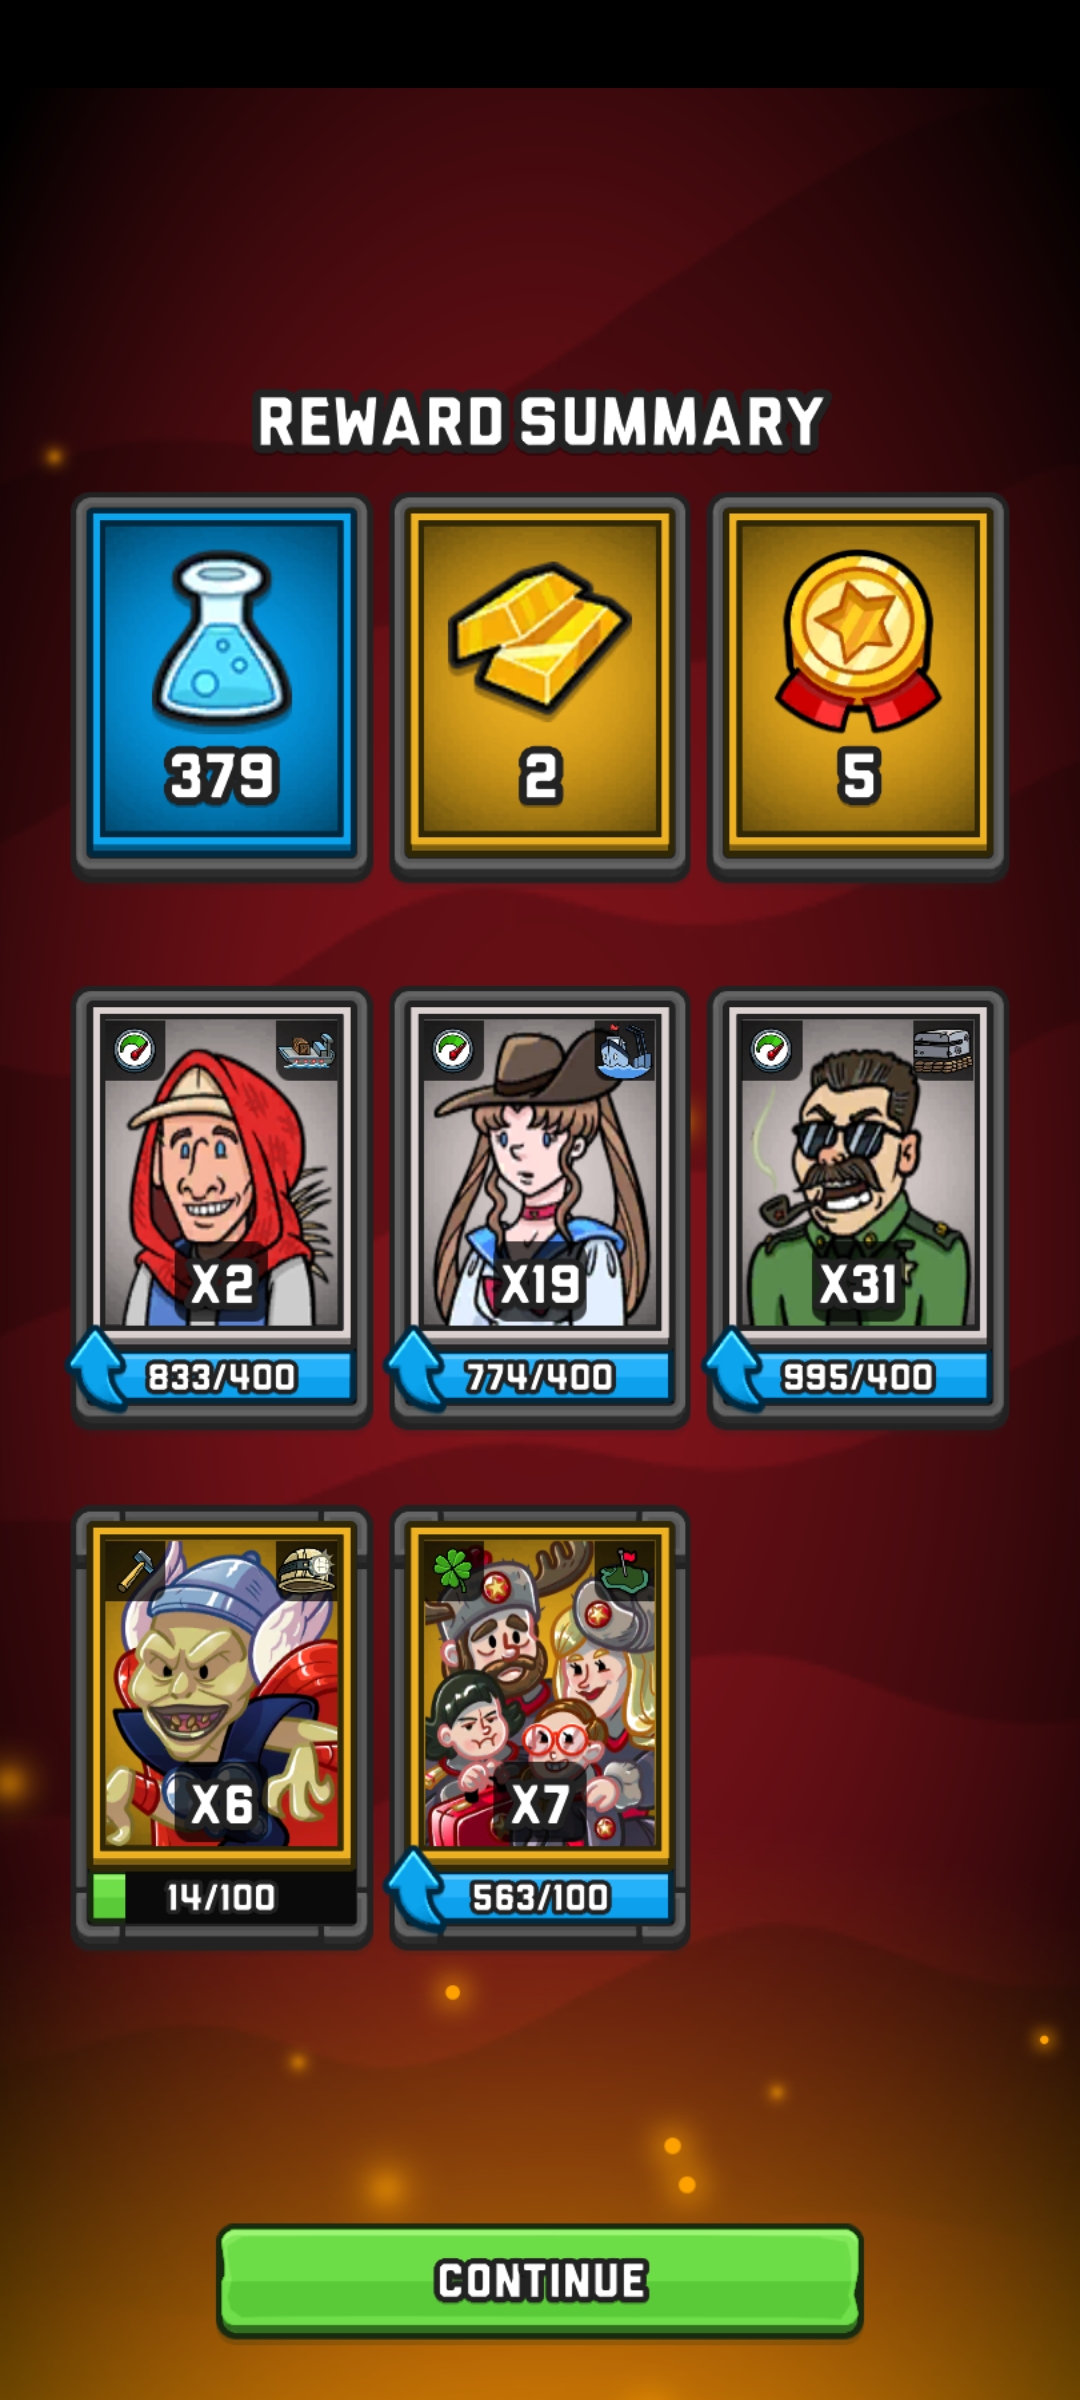 REWARD SUMMARY
379
2
5
X2
X19
X31
833/400
774/400
995/400
X6
X7
14/100
563/100
CONTINUE